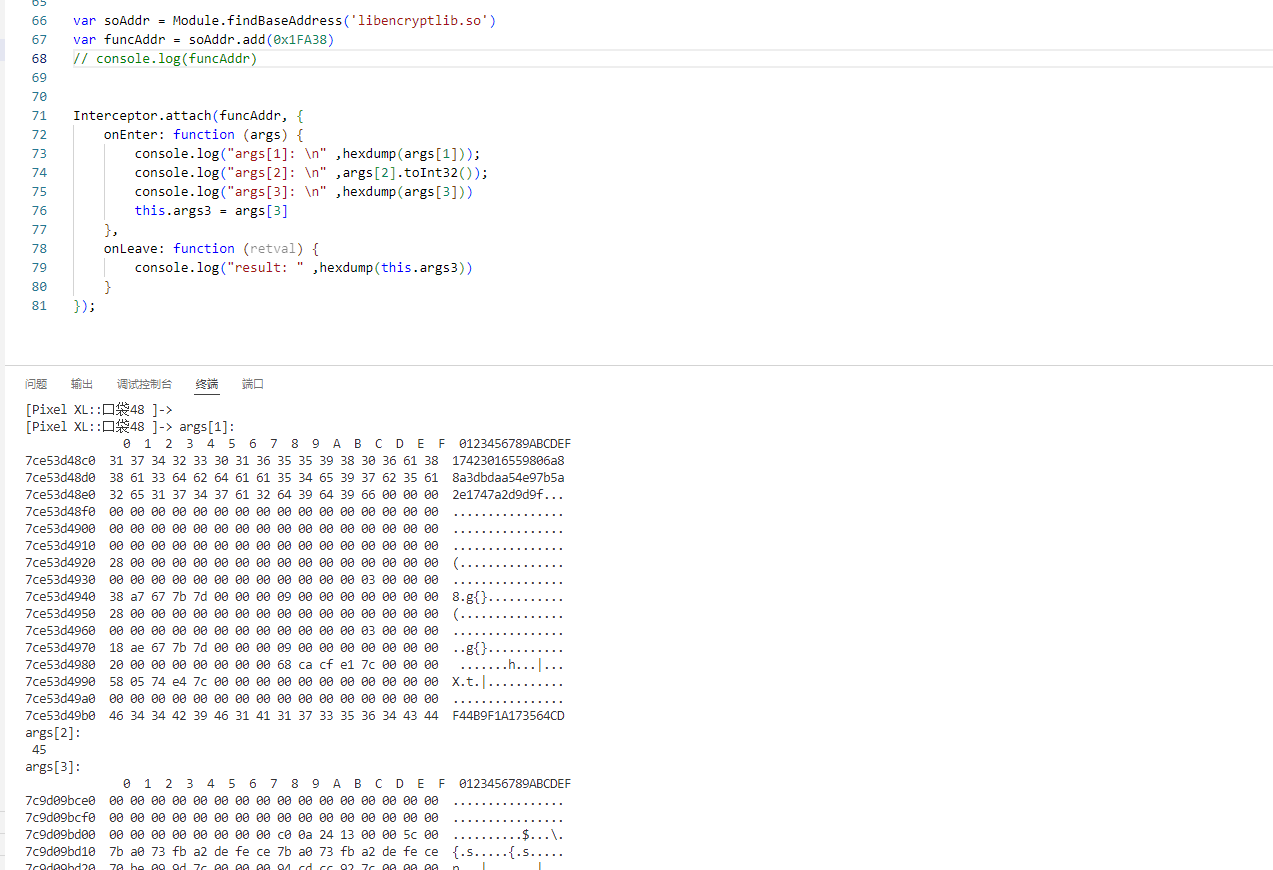 65
66 var soAddr = Module.findBaseAddress('libencryptlib.so')
67 var funcAddr = soAddr.add(0x1FA38)
68 // console.log(funcAddr)
69
70
71 Interceptor.attach(funcAddr, {
72 onEnter: function (args) {
73 console.log("args[1]: \n" ,hexdump(args[1]));
74 console.log("args[2]: \n" ,args[2].toInt32());
75 console.log("args[3]: \n" ,hexdump(args[3]))
76 this.args3 = args[3]
77 },
78 onLeave: function (retval) {
79 console.log("result: " ,hexdump(this.args3))
80 }
81 });
问题 输出 调试控制台 终端 端口
[Pixel XL::口袋48 ]->
[Pixel XL::口袋48 ]-> args[1]:
0 1 2 3 4 5 6 7 8 9 A B C D E F 0123456789ABCDEF
7ce53d48c0 31 37 34 32 33 30 31 36 35 35 39 38 30 36 61 38 17423016559806a8
7ce53d48d0 38 61 33 64 62 64 61 61 35 34 65 39 37 62 35 61 8a3dbdaa54e97b5a
7ce53d48e0 32 65 31 37 34 37 61 32 64 39 64 39 66 00 00 00 2e1747a2d9d9f...
7ce53d48f0 00 00 00 00 00 00 00 00 00 00 00 00 00 00 00 00 ................
7ce53d4900 00 00 00 00 00 00 00 00 00 00 00 00 00 00 00 00 ................
7ce53d4910 00 00 00 00 00 00 00 00 00 00 00 00 00 00 00 00 ................
7ce53d4920 28 00 00 00 00 00 00 00 00 00 00 00 00 00 00 00 (...............
7ce53d4930 00 00 00 00 00 00 00 00 00 00 00 00 03 00 00 00 ................
7ce53d4940 38 a7 67 7b 7d 00 00 00 09 00 00 00 00 00 00 00 8.g{}...........
7ce53d4950 28 00 00 00 00 00 00 00 00 00 00 00 00 00 00 00 (...............
7ce53d4960 00 00 00 00 00 00 00 00 00 00 00 00 03 00 00 00 ................
7ce53d4970 18 ae 67 7b 7d 00 00 00 09 00 00 00 00 00 00 00 ..g{}...........
7ce53d4980 20 00 00 00 00 00 00 00 68 ca cf e1 7c 00 00 00 .......h...|...
7ce53d4990 58 05 74 e4 7c 00 00 00 00 00 00 00 00 00 00 00 X.t.|...........
7ce53d49a0 00 00 00 00 00 00 00 00 00 00 00 00 00 00 00 00 ................
7ce53d49b0 46 34 34 42 39 46 31 41 31 37 33 35 36 34 43 44 F44B9F1A173564CD
args[2]:
45
args[3]:
0 1 2 3 4 5 6 7 8 9 A B C D E F 0123456789ABCDEF
7c9d09bce0 00 00 00 00 00 00 00 00 00 00 00 00 00 00 00 00 ................
7c9d09bcf0 00 00 00 00 00 00 00 00 00 00 00 00 00 00 00 00 ................
7c9d09bd00 00 00 00 00 00 00 00 00 c0 0a 24 13 00 00 5c 00 ..........$...\.
7c9d09bd10 7b a0 73 fb a2 de fe ce 7b a0 73 fb a2 de fe ce {.s.....{.s.....
7c9d09bd20 70 be 09 9d 7c 00 00 00 94 cd cc 92 7c 00 00 00